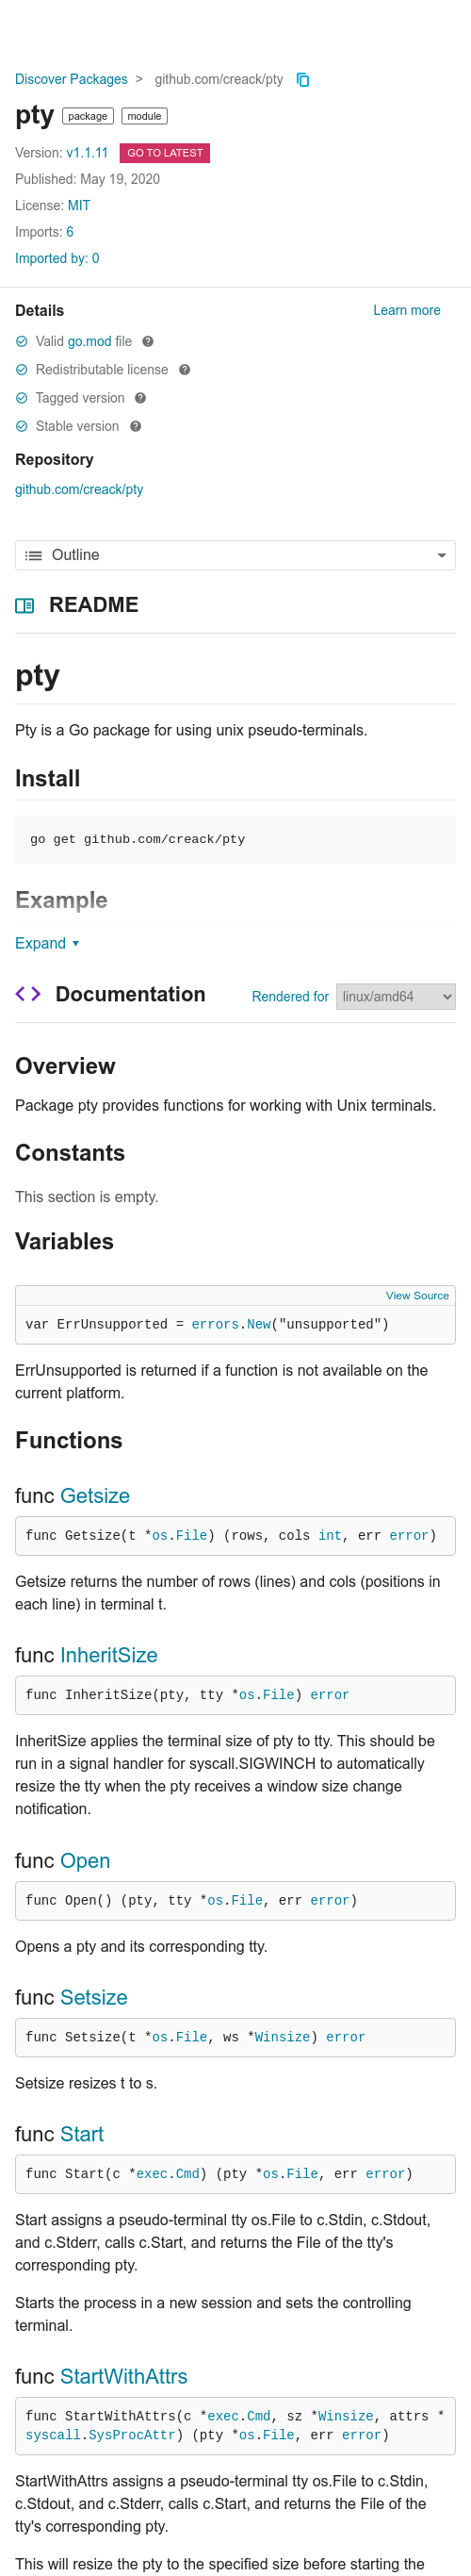 Discover Packages > github.com/creack/pty
pty package module
Version: v1.1.11 GO TO LATEST
Published: May 19, 2020
License: MIT
Imports: 6
Imported by: 0
Details Learn more
Valid go.mod file
Redistributable license
Tagged version
Stable version
Repository
github.com/creack/pty
Outline
README
pty
Pty is a Go package for using unix pseudo-terminals.
Install
go get github.com/creack/pty
Example
Expand
Documentation Rendered for linux/amd64
Overview
Package pty provides functions for working with Unix terminals.
Constants
This section is empty.
Variables
View Source
var ErrUnsupported = errors.New("unsupported")
ErrUnsupported is returned if a function is not available on the
current platform.
Functions
func Getsize
func Getsize(t *os.File) (rows, cols int, err error)
Getsize returns the number of rows (lines) and cols (positions in
each line) in terminal t.
func InheritSize
func InheritSize(pty, tty *os.File) error
InheritSize applies the terminal size of pty to tty. This should be
run in a signal handler for syscall.SIGWINCH to automatically
resize the tty when the pty receives a window size change
notification.
func Open
func Open() (pty, tty *os.File, err error)
Opens a pty and its corresponding tty.
func Setsize
func Setsize(t *os.File, ws *Winsize) error
Setsize resizes t to s.
func Start
func Start(c *exec.Cmd) (pty *os.File, err error)
Start assigns a pseudo-terminal tty os.File to c.Stdin, c.Stdout,
and c.Stderr, calls c.Start, and returns the File of the tty's
corresponding pty.
Starts the process in a new session and sets the controlling
terminal.
func StartWithAttrs
func StartWithAttrs(c *exec.Cmd, sz *Winsize, attrs *
syscall.SysProcAttr) (pty *os.File, err error)
StartWithAttrs assigns a pseudo-terminal tty os.File to c.Stdin,
c.Stdout, and c.Stderr, calls c.Start, and returns the File of the
tty's corresponding pty.
This will resize the pty to the specified size before starting the